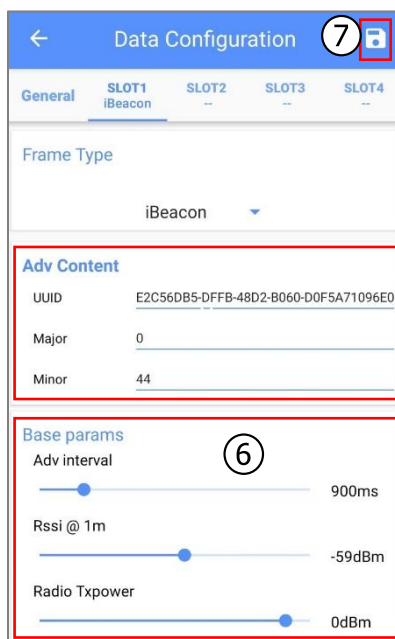 Data Configuration
⑦
General
SLOT1
iBeacon
SLOT2
--
SLOT3
--
SLOT4
--
Frame Type
iBeacon
Adv Content
UUID
E2C56DB5-DFFB-48D2-B060-D0F5A71096E0
Major
0
Minor
44
Base params
⑥
Adv interval
900ms
Rssi @ 1m
-59dBm
Radio Txpower
0dBm